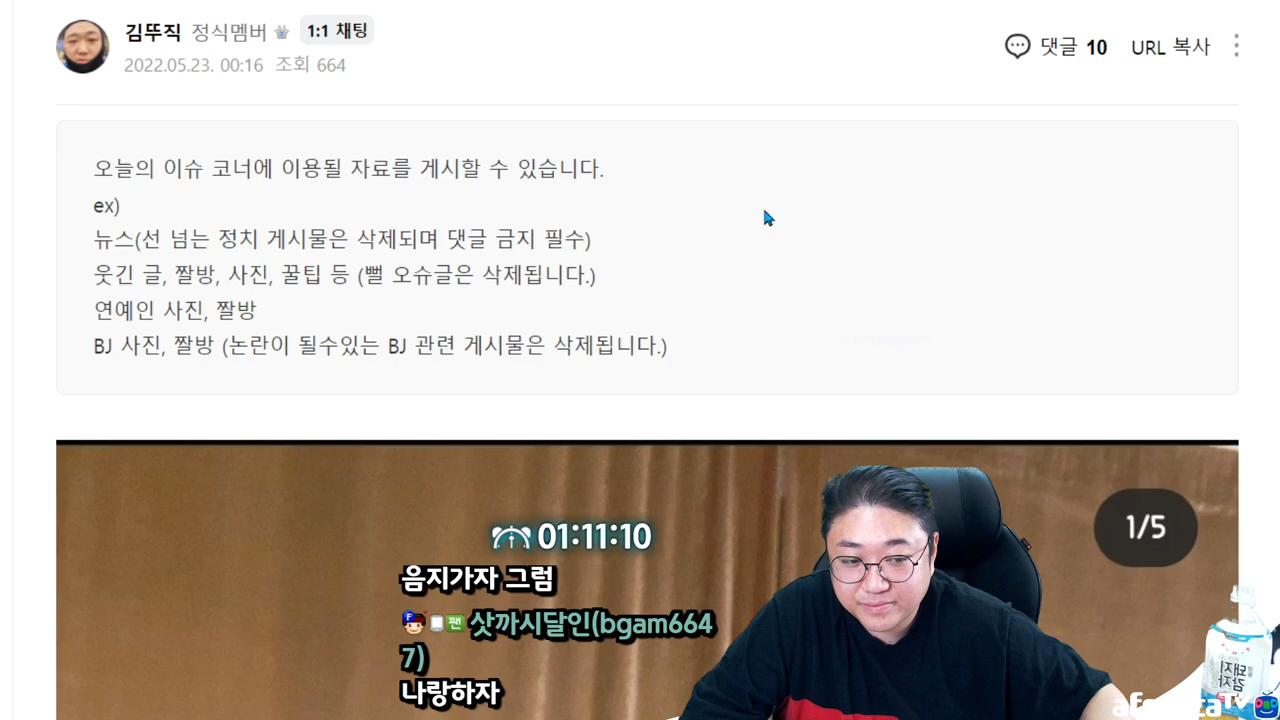 김뚜직 정식멤버 1:1 채팅
2022.05.23. 00:16 조회 664
댓글 10 URL 복사
오늘의 이슈 코너에 이용될 자료를 게시할 수 있습니다.
ex)
뉴스(선 넘는 정치 게시물은 삭제되며 댓글 금지 필수)
웃긴 글, 짤방, 사진, 꿀팁 등 (뻘 오슈글은 삭제됩니다.)
연예인 사진, 짤방
BJ 사진, 짤방 (논란이 될수있는 BJ 관련 게시물은 삭제됩니다.)
1/5
01:11:10
음지가자 그럼
F 팬 삿까시달인(bgam664
7)
나랑하자
돼지
감자